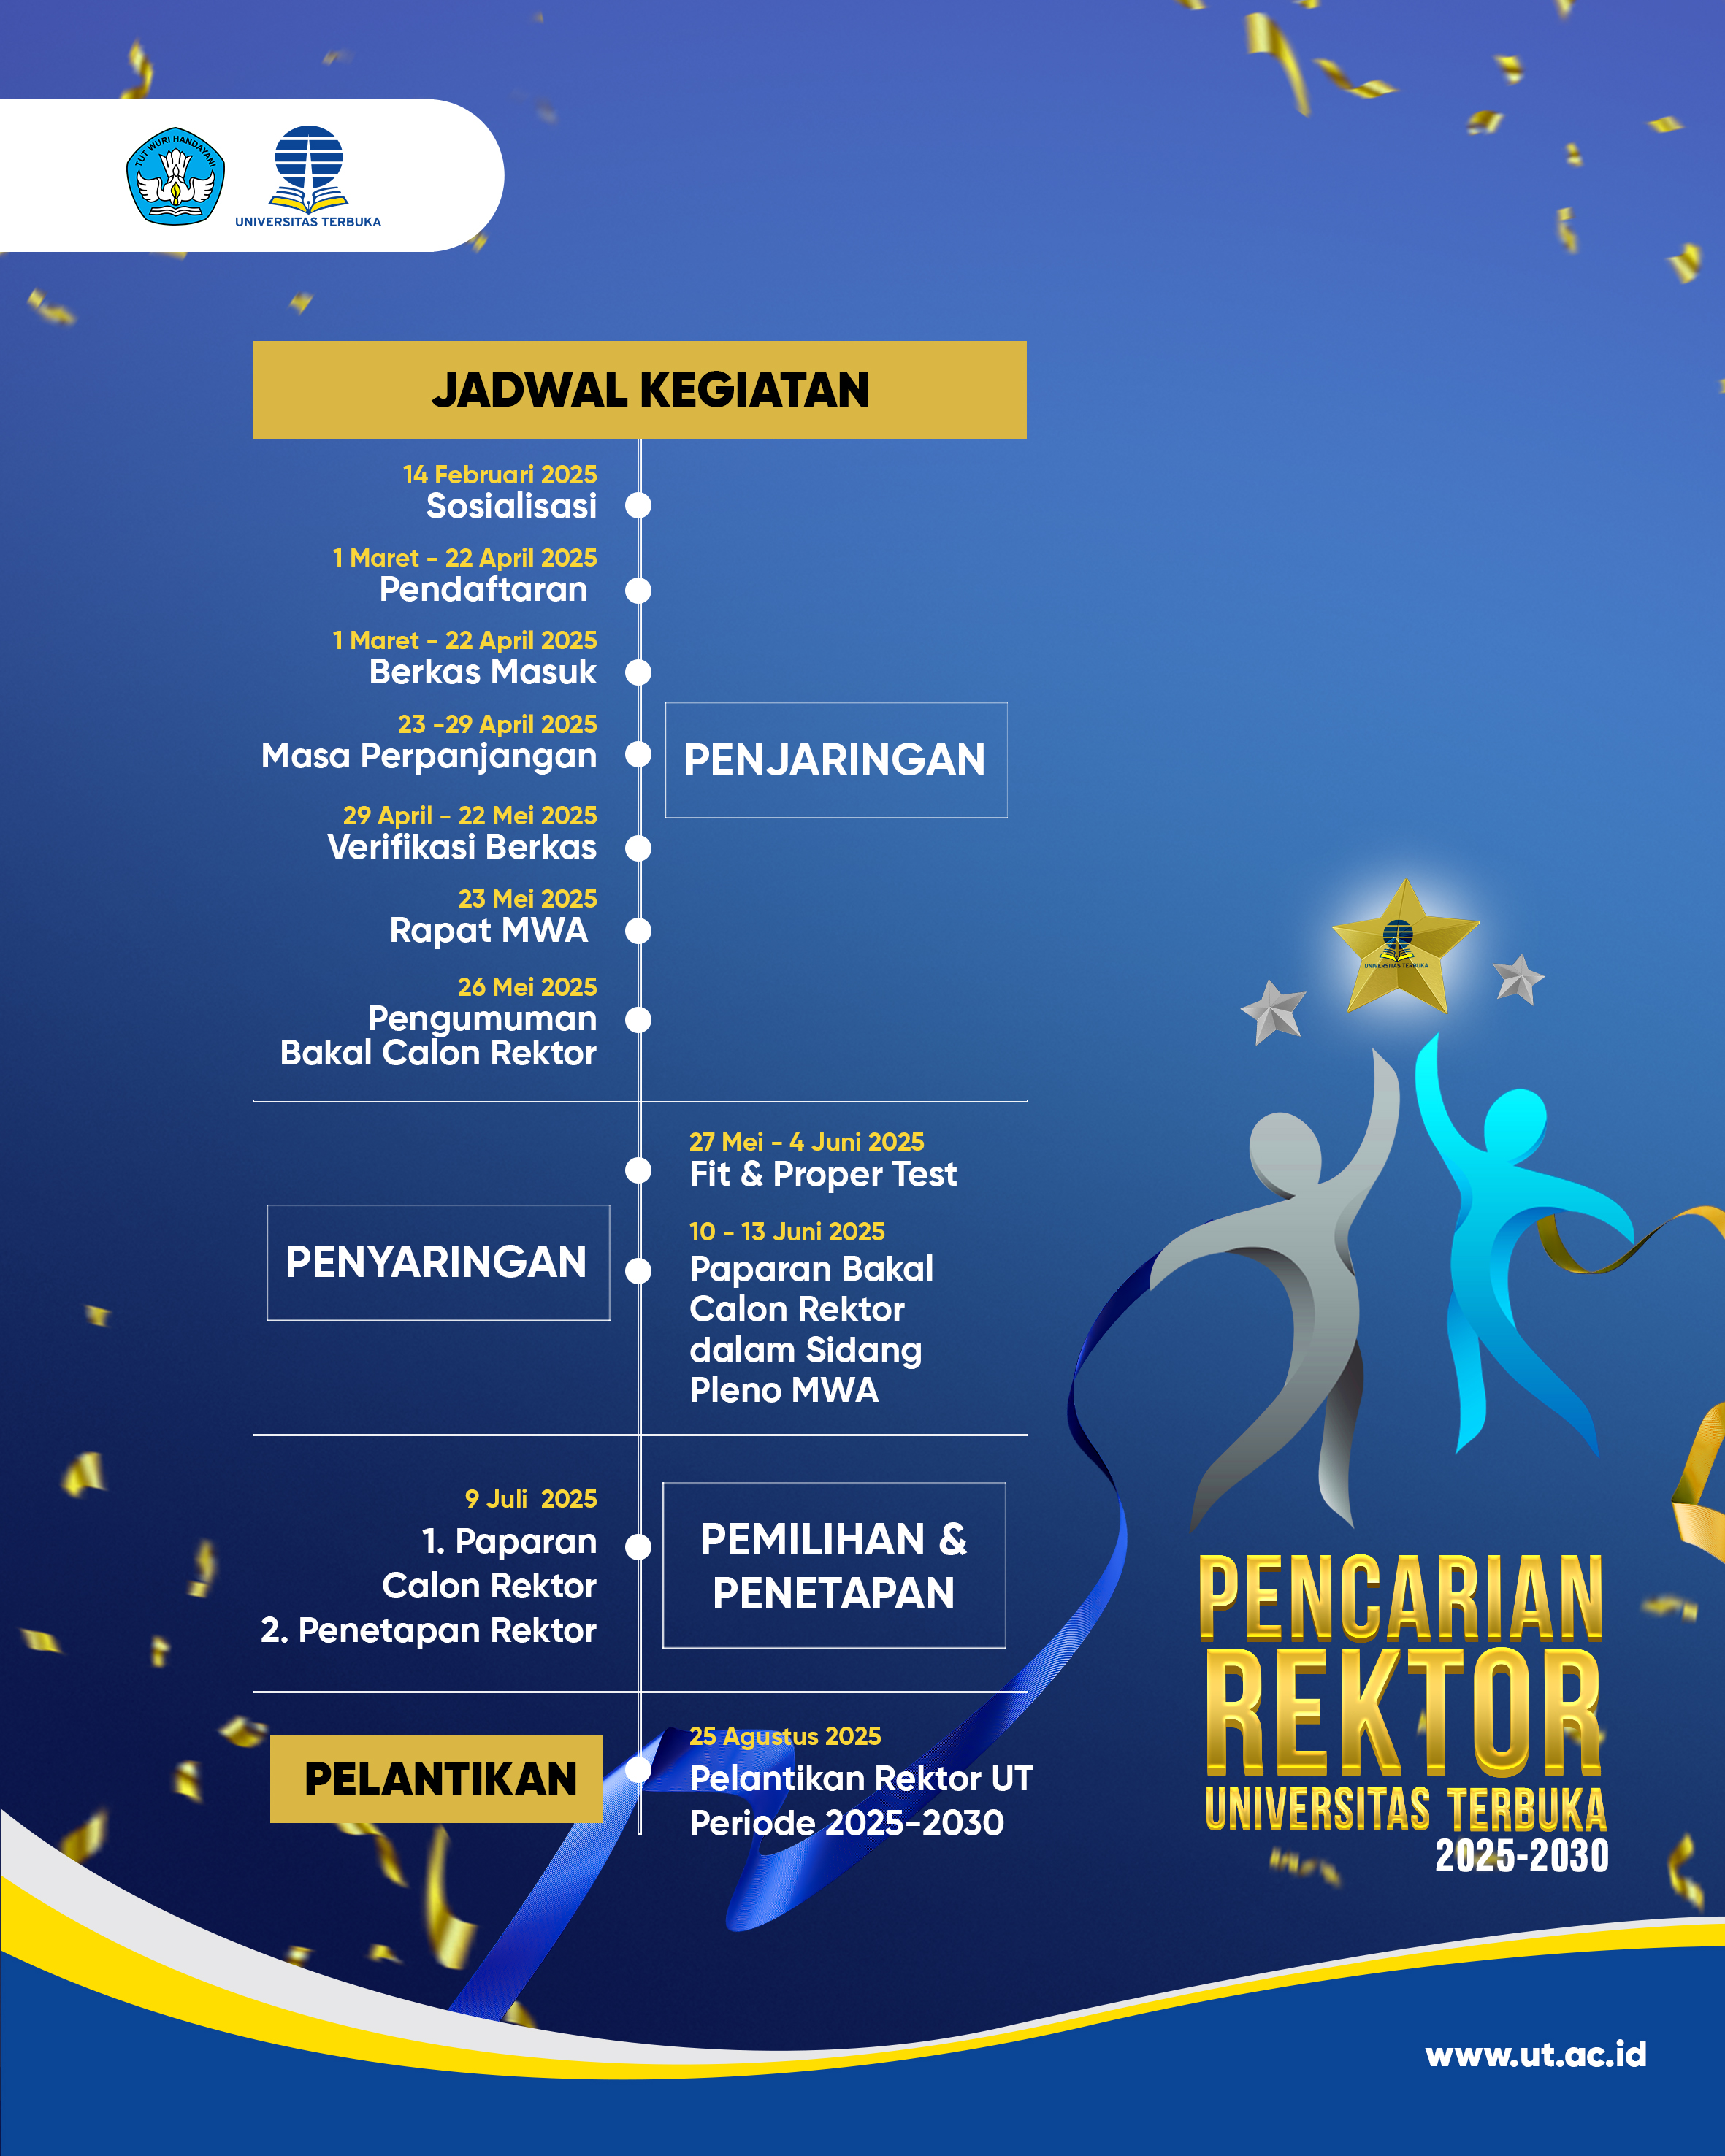 TUT WURI HANDAYANI
UNIVERSITAS TERBUKA
JADWAL KEGIATAN
14 Februari 2025
Sosialisasi
1 Maret - 22 April 2025
Pendaftaran
1 Maret - 22 April 2025
Berkas Masuk
23 -29 April 2025
Masa Perpanjangan
29 April - 22 Mei 2025
Verifikasi Berkas
23 Mei 2025
Rapat MWA
26 Mei 2025
Pengumuman
Bakal Calon Rektor
PENJARINGAN
PENYARINGAN
27 Mei - 4 Juni 2025
Fit & Proper Test
10 - 13 Juni 2025
Paparan Bakal
Calon Rektor
dalam Sidang
Pleno MWA
9 Juli  2025
1. Paparan
Calon Rektor
2. Penetapan Rektor
PEMILIHAN &
PENETAPAN
PELANTIKAN
25 Agustus 2025
Pelantikan Rektor UT
Periode 2025-2030
UNIVERSITAS TERBUKA
PENCARIAN
REKTOR
UNIVERSITAS TERBUKA
2025-2030
www.ut.ac.id